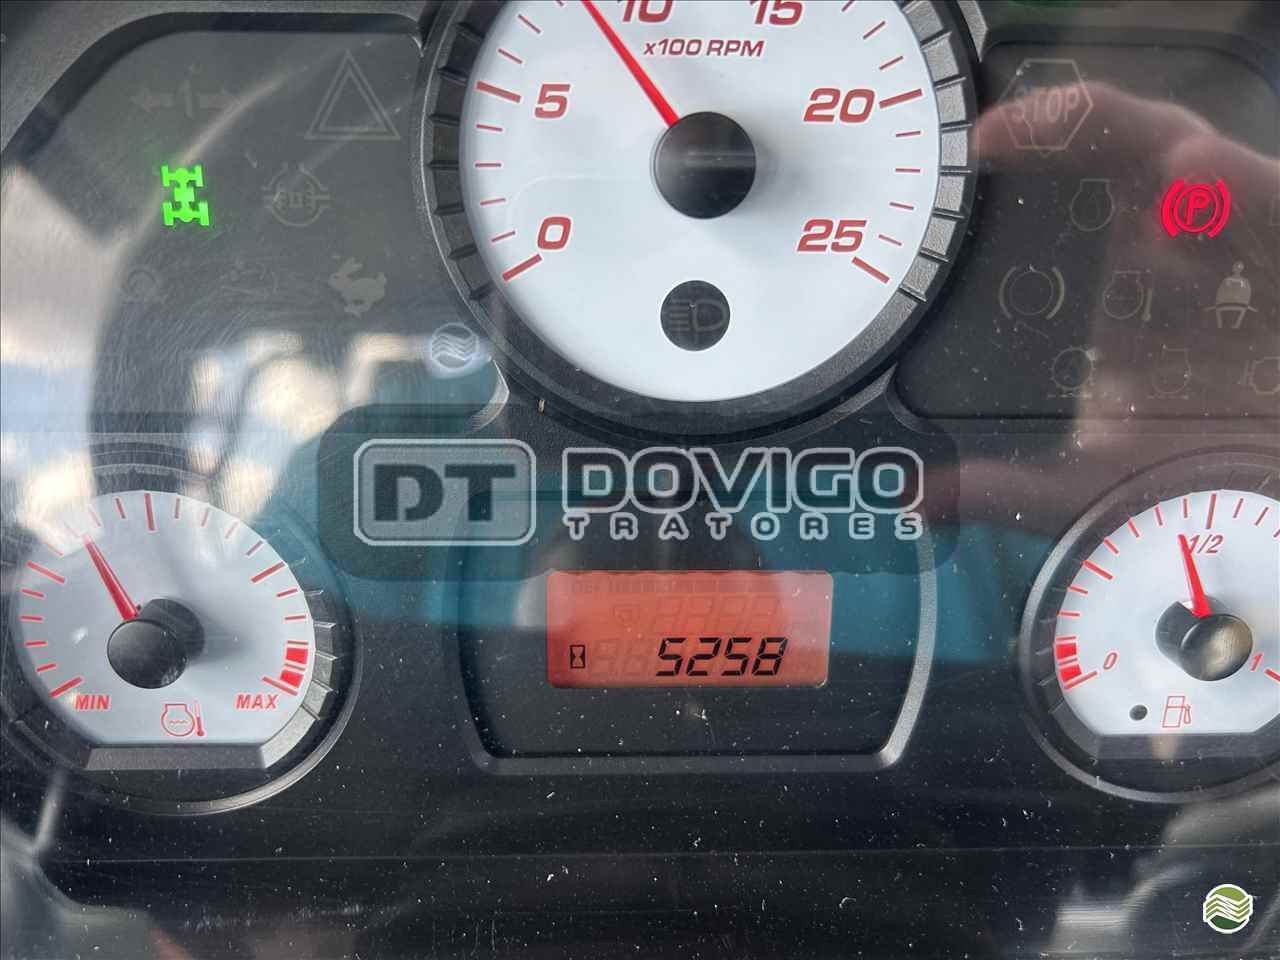 10 15
x100 RPM
5 20
STOP
0 25
P
DT DOVIGO
TRATORES
1/2
5258
0 1
MIN MAX